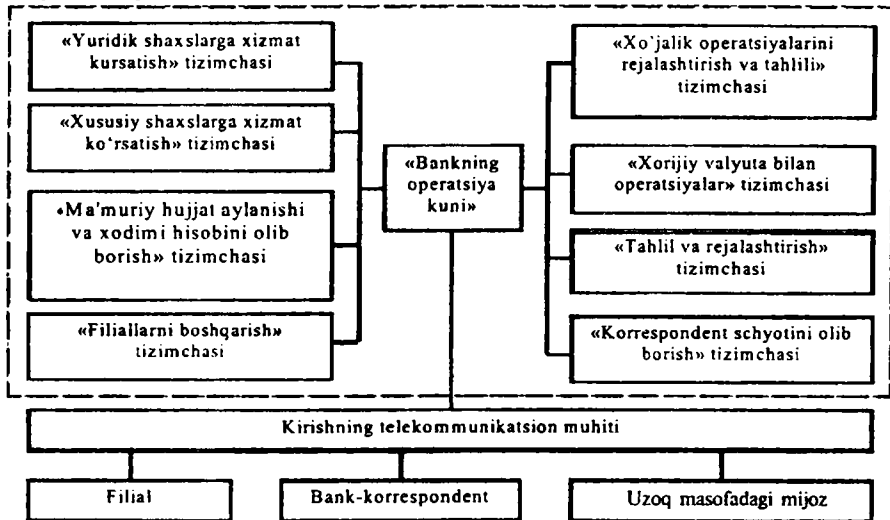 «Yuridik shaxslarga xizmat
kursatish» tizimchasi
«Xususiy shaxslarga xizmat
ko‘rsatish» tizimchasi
«Ma'muriy hujjat aylanishi
va xodimi hisobini olib
borish» tizimchasi
«Filiallarni boshqarish»
tizimchasi
«Bankning
operatsiya
kuni»
«Xo`jalik operatsiyalarini
rejalashtirish va tahlili»
tizimchasi
«Xorijiy valyuta bilan
operatsiyalar» tizimchasi
«Tahlil va rejalashtirish»
tizimchasi
«Korrespondent schyotini olib
borish» tizimchasi
Kirishning telekommunikatsion muhiti
Filial
Bank-korrespondent
Uzoq masofadagi mijoz